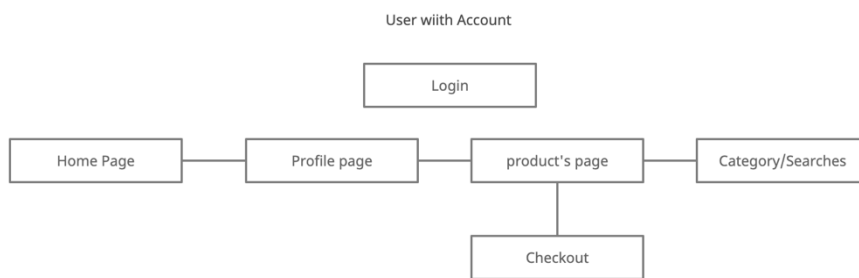 User wiith Account
Login
Home Page
Profile page
product's page
Category/Searches
Checkout